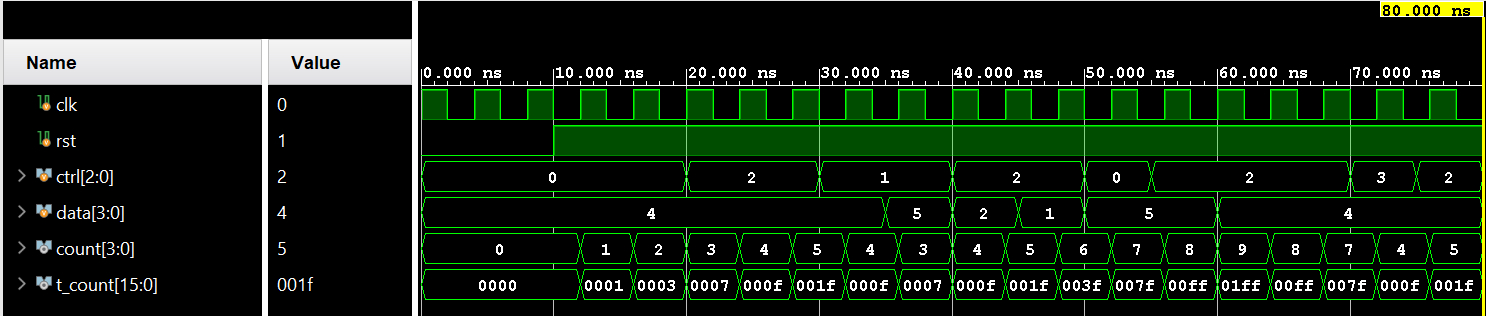 80.000 ns
Name Value
0.000 ns 10.000 ns 20.000 ns 30.000 ns 40.000 ns 50.000 ns 60.000 ns 70.000 ns
clk 0
rst 1
ctrl[2:0] 2 0 2 1 2 0 2 3 2
data[3:0] 4 4 5 2 1 5 4
count[3:0] 5 0 1 2 3 4 5 4 3 4 5 6 7 8 9 8 7 4 5
t_count[15:0] 001f 0000 0001 0003 0007 000f 001f 000f 0007 000f 001f 003f 007f 00ff 01ff 00ff 007f 000f 001f